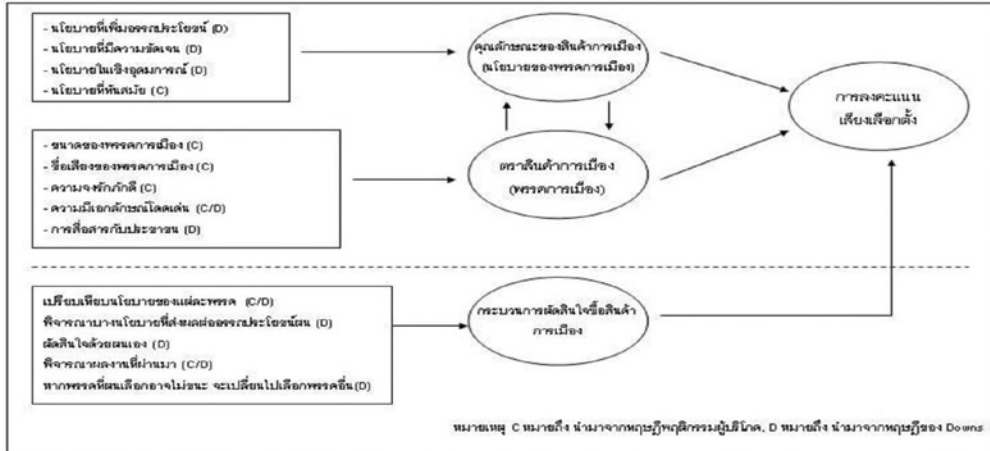 - นโยบายที่เพิ่มอรรถประโยชน์ (D)
- นโยบายที่มีความชัดเจน (D)
- นโยบายในเชิงอุดมการณ์ (D)
- นโยบายที่ทันสมัย (C)
คุณลักษณะของสินค้าการเมือง
(นโยบายของพรรคการเมือง)
การลงคะแนน
เสียงเลือกตั้ง
- ขนาดของพรรคการเมือง (C)
- ชื่อเสียงของพรรคการเมือง (C)
- ความจงรักภักดี (C)
- ความมีเอกลักษณ์โดดเด่น (C/D)
- การสื่อสารกับประชาชน (D)
ตราสินค้าการเมือง
(พรรคการเมือง)
เปรียบเทียบนโยบายของแต่ละพรรค (C/D)
พิจารณาบางนโยบายที่ส่งผลต่ออรรถประโยชน์ตน (D)
ตัดสินใจด้วยตนเอง (D)
พิจารณาผลงานที่ผ่านมา (C/D)
หากพรรคที่ตนเลือกอาจไม่ชนะ จะเปลี่ยนไปเลือกพรรคอื่น (D)
กระบวนการตัดสินใจซื้อสินค้า
การเมือง
หมายเหตุ C หมายถึง นำมาจากทฤษฎีพฤติกรรมผู้บริโภค, D หมายถึง นำมาจากทฤษฎีของ Downs